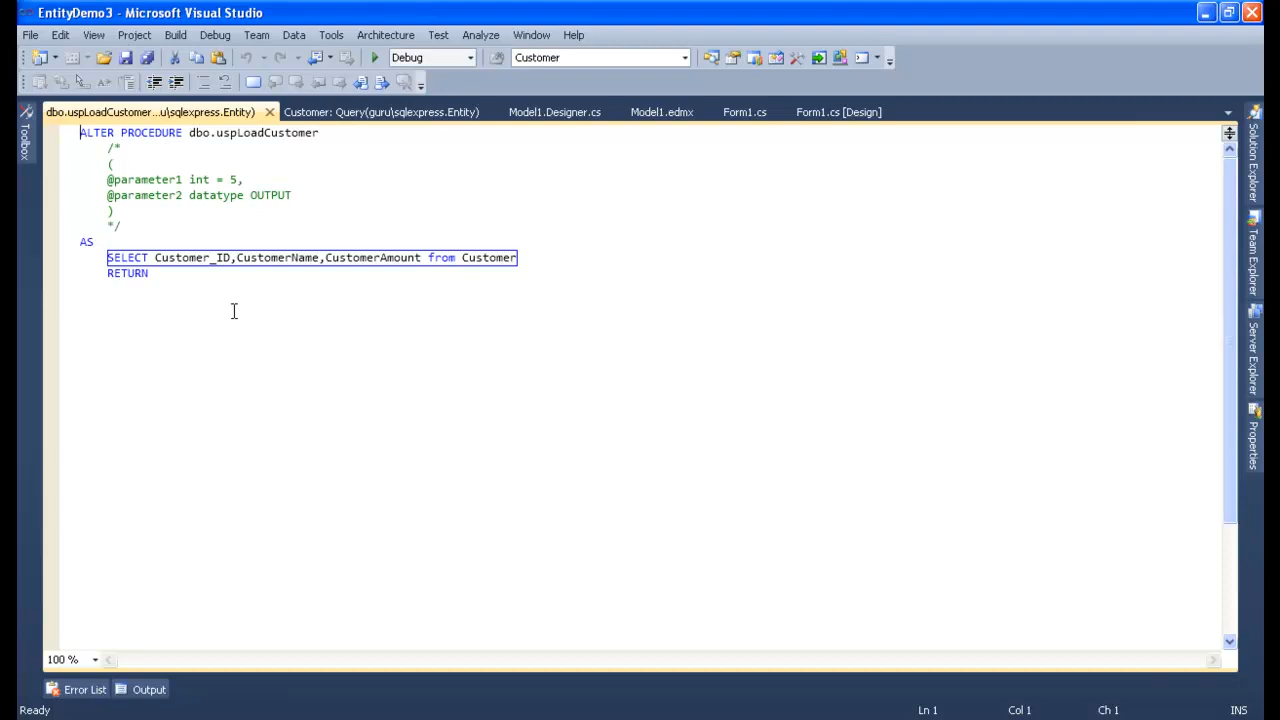 EntityDemo3 - Microsoft Visual Studio
File Edit View Project Build Debug Team Data Tools Architecture Test Analyze Window Help
Debug Customer
dbo.uspLoadCustomer...u\sqlexpress.Entity) Customer: Query(guru\sqlexpress.Entity) Model1.Designer.cs Model1.edmx Form1.cs Form1.cs [Design]
Toolbox
ALTER PROCEDURE dbo.uspLoadCustomer
/*
(
@parameter1 int = 5,
@parameter2 datatype OUTPUT
)
*/
AS
SELECT Customer_ID,CustomerName,CustomerAmount from Customer
RETURN
Solution Explorer
Team Explorer
Server Explorer
Properties
100 %
Error List Output
Ready Ln 1 Col 1 Ch 1 INS